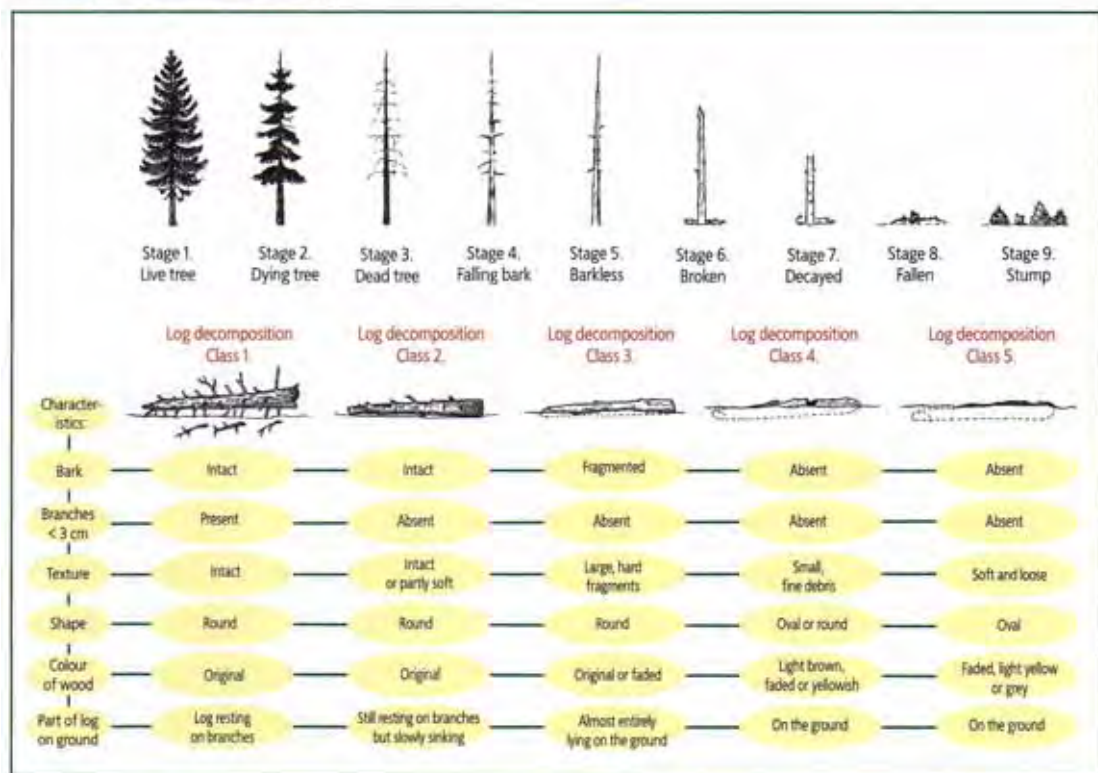 Stage 1.
Live tree
Stage 2.
Dying tree
Stage 3.
Dead tree
Stage 4.
Falling bark
Stage 5.
Barkless
Stage 6.
Broken
Stage 7.
Decayed
Stage 8.
Fallen
Stage 9.
Stump
Log decomposition
Class 1.
Log decomposition
Class 2.
Log decomposition
Class 3.
Log decomposition
Class 4.
Log decomposition
Class 5.
Character-
istics:
Bark
Intact
Intact
Fragmented
Absent
Absent
Branches
< 3 cm
Present
Absent
Absent
Absent
Absent
Texture
Intact
Intact
or partly soft
Large, hard
fragments
Small,
fine debris
Soft and loose
Shape
Round
Round
Round
Oval or round
Oval
Colour
of wood
Original
Original
Original or faded
Light brown,
faded or yellowish
Faded, light yellow
or grey
Part of log
on ground
Log resting
on branches
Still resting on branches
but slowly sinking
Almost entirely
lying on the ground
On the ground
On the ground